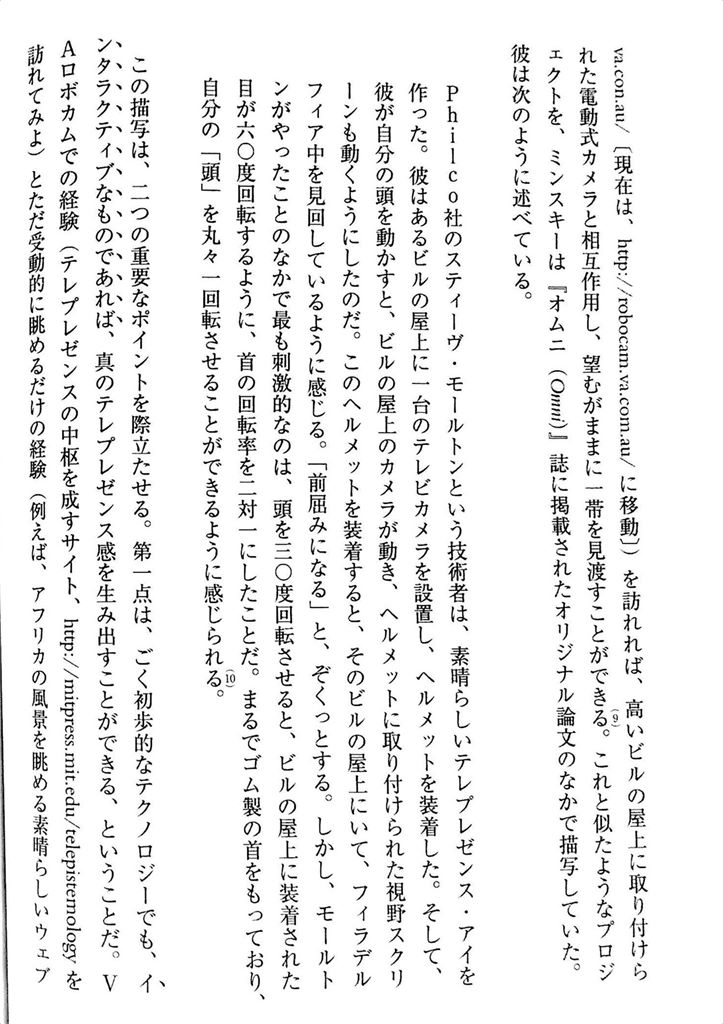 va.con.au/〔現在は、http://robocam.va.com.au/に移動〕)を訪れれば、高いビルの屋上に取り付けら
れた電動式カメラと相互作用し、望むがままに一帯を見渡すことができる。(9)これと似たようなプロジ
ェクトを、ミンスキーは『オムニ(Omni)』誌に掲載されたオリジナル論文のなかで描写していた。
彼は次のように述べている。
Philco社のスティーヴ・モールトンという技術者は、素晴らしいテレプレゼンス・アイを
作った。彼はあるビルの屋上に一台のテレビカメラを設置し、ヘルメットを装着した。そして、
彼が自分の頭を動かすと、ビルの屋上のカメラが動き、ヘルメットに取り付けられた視野スクリ
ーンも動くようにしたのだ。このヘルメットを装着すると、そのビルの屋上にいて、フィラデル
フィア中を見回しているように感じる。「前屈みになる」と、ぞくっとする。しかし、モールト
ンがやったことのなかで最も刺激的なのは、頭を三〇度回転させると、ビルの屋上に装着された
目が六〇度回転するように、首の回転率を二対一にしたことだ。まるでゴム製の首をもっており、
自分の「頭」を丸々一回転させることができるように感じられる。(10)
この描写は、二つの重要なポイントを際立たせる。第一点は、ごく初歩的なテクノロジーでも、イ
ンタラクティブなものであれば、真のテレプレゼンス感を生み出すことができる、ということだ。V
Aロボカムでの経験(テレプレゼンスの中枢を成すサイト、http://mitpress.mit.edu/telepistemologyを
訪れてみよ)とただ受動的に眺めるだけの経験(例えば、アフリカの風景を眺める素晴らしいウェブ